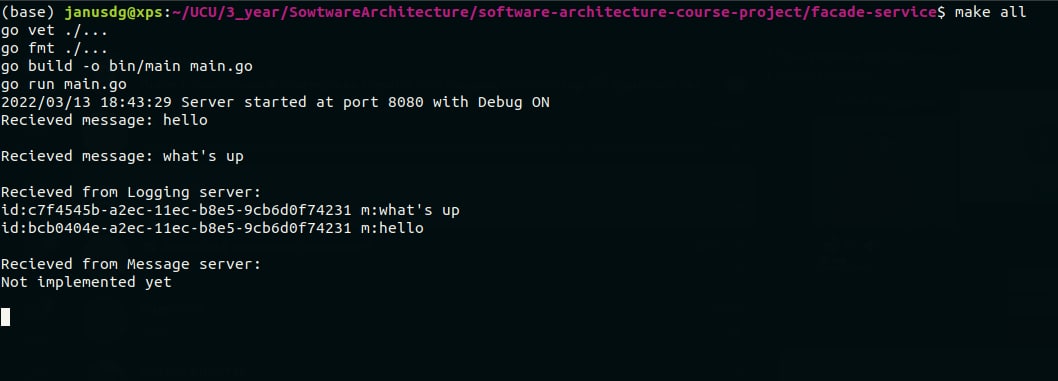 (base) janusdg@xps:~/UCU/3_year/SowtwareArchitecture/software-architecture-course-project/facade-service$ make all
go vet ./...
go fmt ./...
go build -o bin/main main.go
go run main.go
2022/03/13 18:43:29 Server started at port 8080 with Debug ON
Recieved message: hello
Recieved message: what's up
Recieved from Logging server:
id:c7f4545b-a2ec-11ec-b8e5-9cb6d0f74231 m:what's up
id:bcb0404e-a2ec-11ec-b8e5-9cb6d0f74231 m:hello
Recieved from Message server:
Not implemented yet